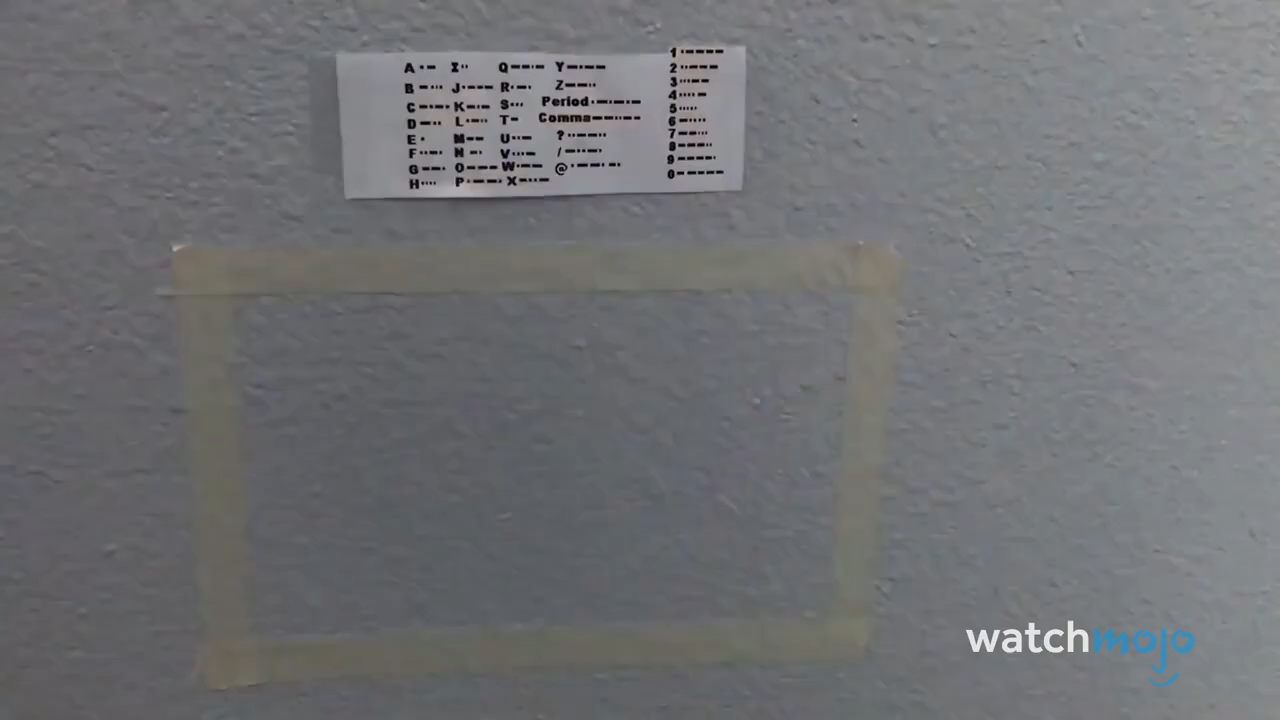 A ·– I ·· Q ––·– Y –·–– 1 ·––––
B –··· J ·––– R ·–· Z ––·· 2 ··–––
C –·–· K –·– S ··· Period ·–·–·– 3 ···––
D –·· L ·–·· T – Comma ––··–– 4 ····–
E · M –– U ··– ? ··––·· 5 ·····
F ··–· N –· V ···– / –··–· 6 –····
G ––· O ––– W ·–– @ ·––·–· 7 ––···
H ···· P ·––· X –··– 8 –––··
9 ––––·
0 –––––
watchmojo